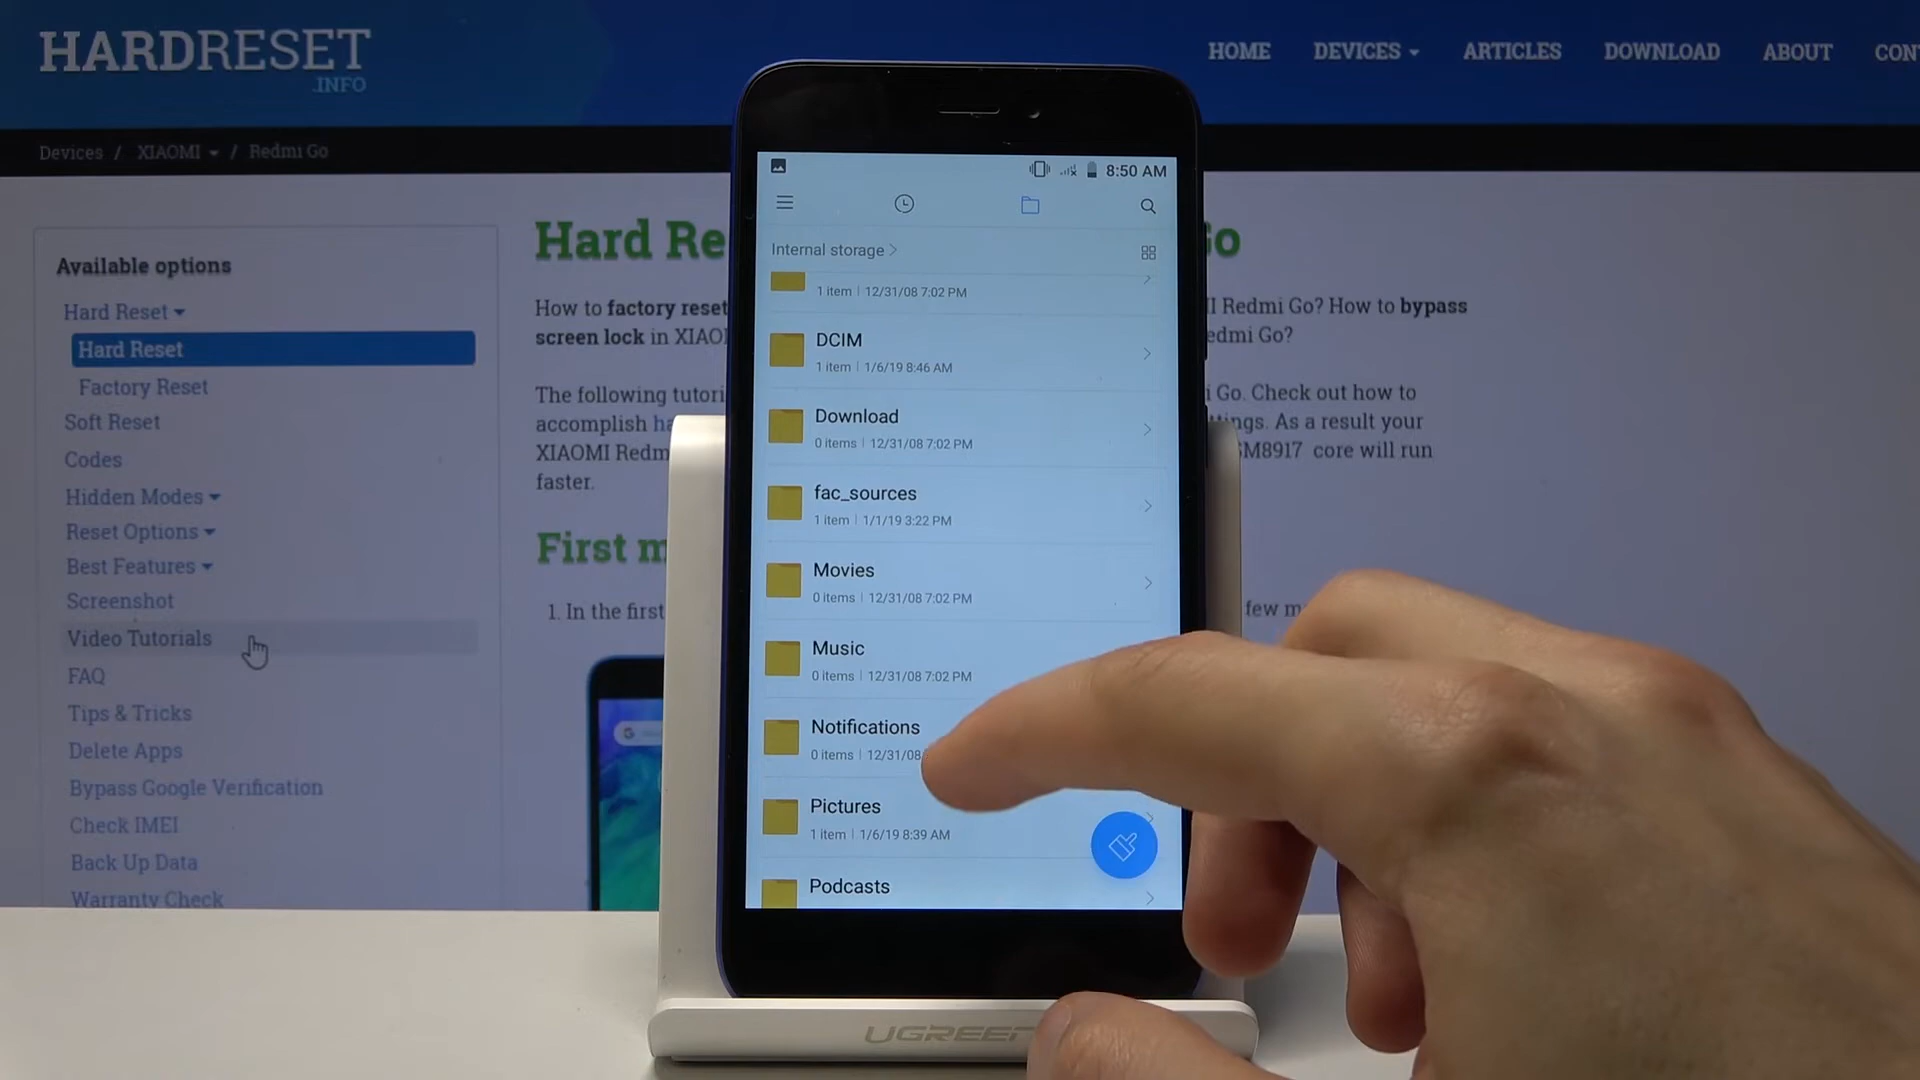 HARDRESET
.INFO
HOME DEVICES ARTICLES DOWNLOAD ABOUT
Devices / XIAOMI / Redmi Go
Available options
Hard Reset
Hard Reset
Factory Reset
Soft Reset
Codes
Hidden Modes
Reset Options
Best Features
Screenshot
Video Tutorials
FAQ
Tips & Tricks
Delete Apps
Bypass Google Verification
Check IMEI
Back Up Data
Warranty Check
Hard Re
How to factory reset
screen lock in XIAO
The following tutori
accomplish ha
XIAOMI Redm
faster.
First m
1. In the first
8:50 AM
Internal storage >
1 item | 12/31/08 7:02 PM
DCIM
1 item | 1/6/19 8:46 AM
Download
0 items | 12/31/08 7:02 PM
fac_sources
1 item | 1/1/19 3:22 PM
Movies
0 items | 12/31/08 7:02 PM
Music
0 items | 12/31/08 7:02 PM
Notifications
0 items | 12/31/08
Pictures
1 item | 1/6/19 8:39 AM
Podcasts
Go
I Redmi Go? How to bypass
edmi Go?
i Go. Check out how to
ttings. As a result your
SM8917 core will run
few m
UGREEN